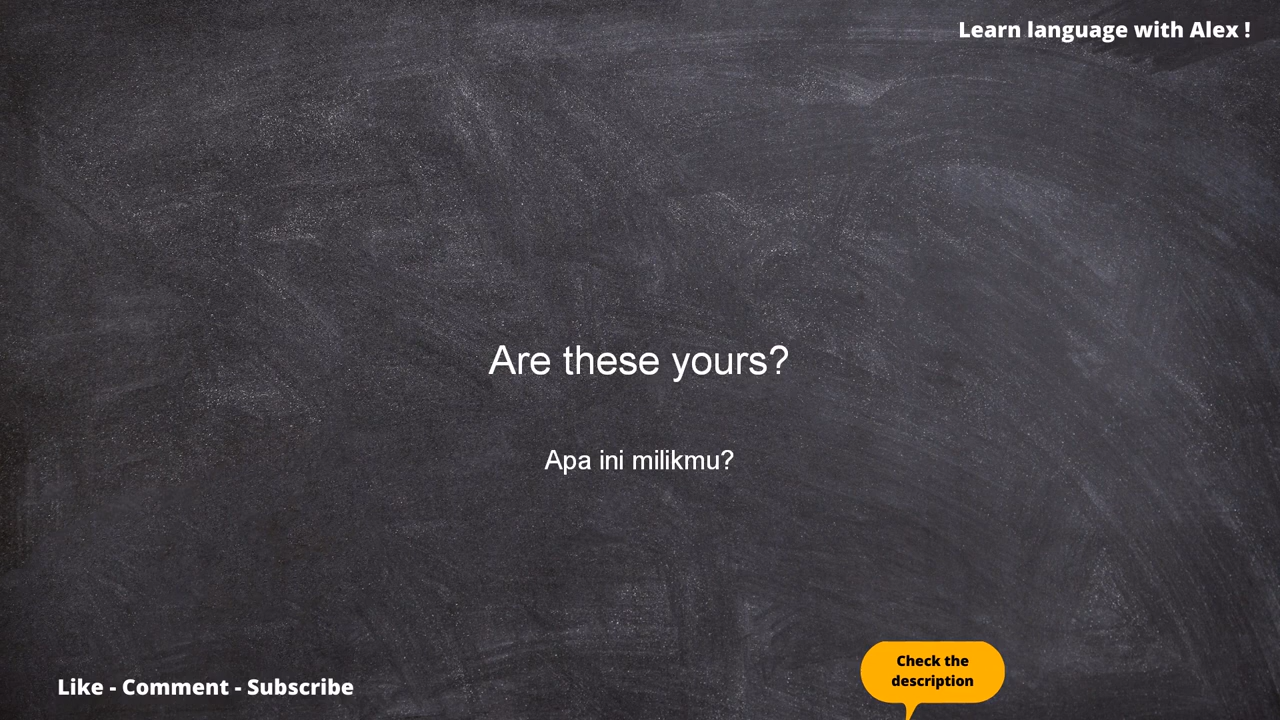 Learn language with Alex !
Are these yours?
Apa ini milikmu?
Like - Comment - Subscribe
Check the
description